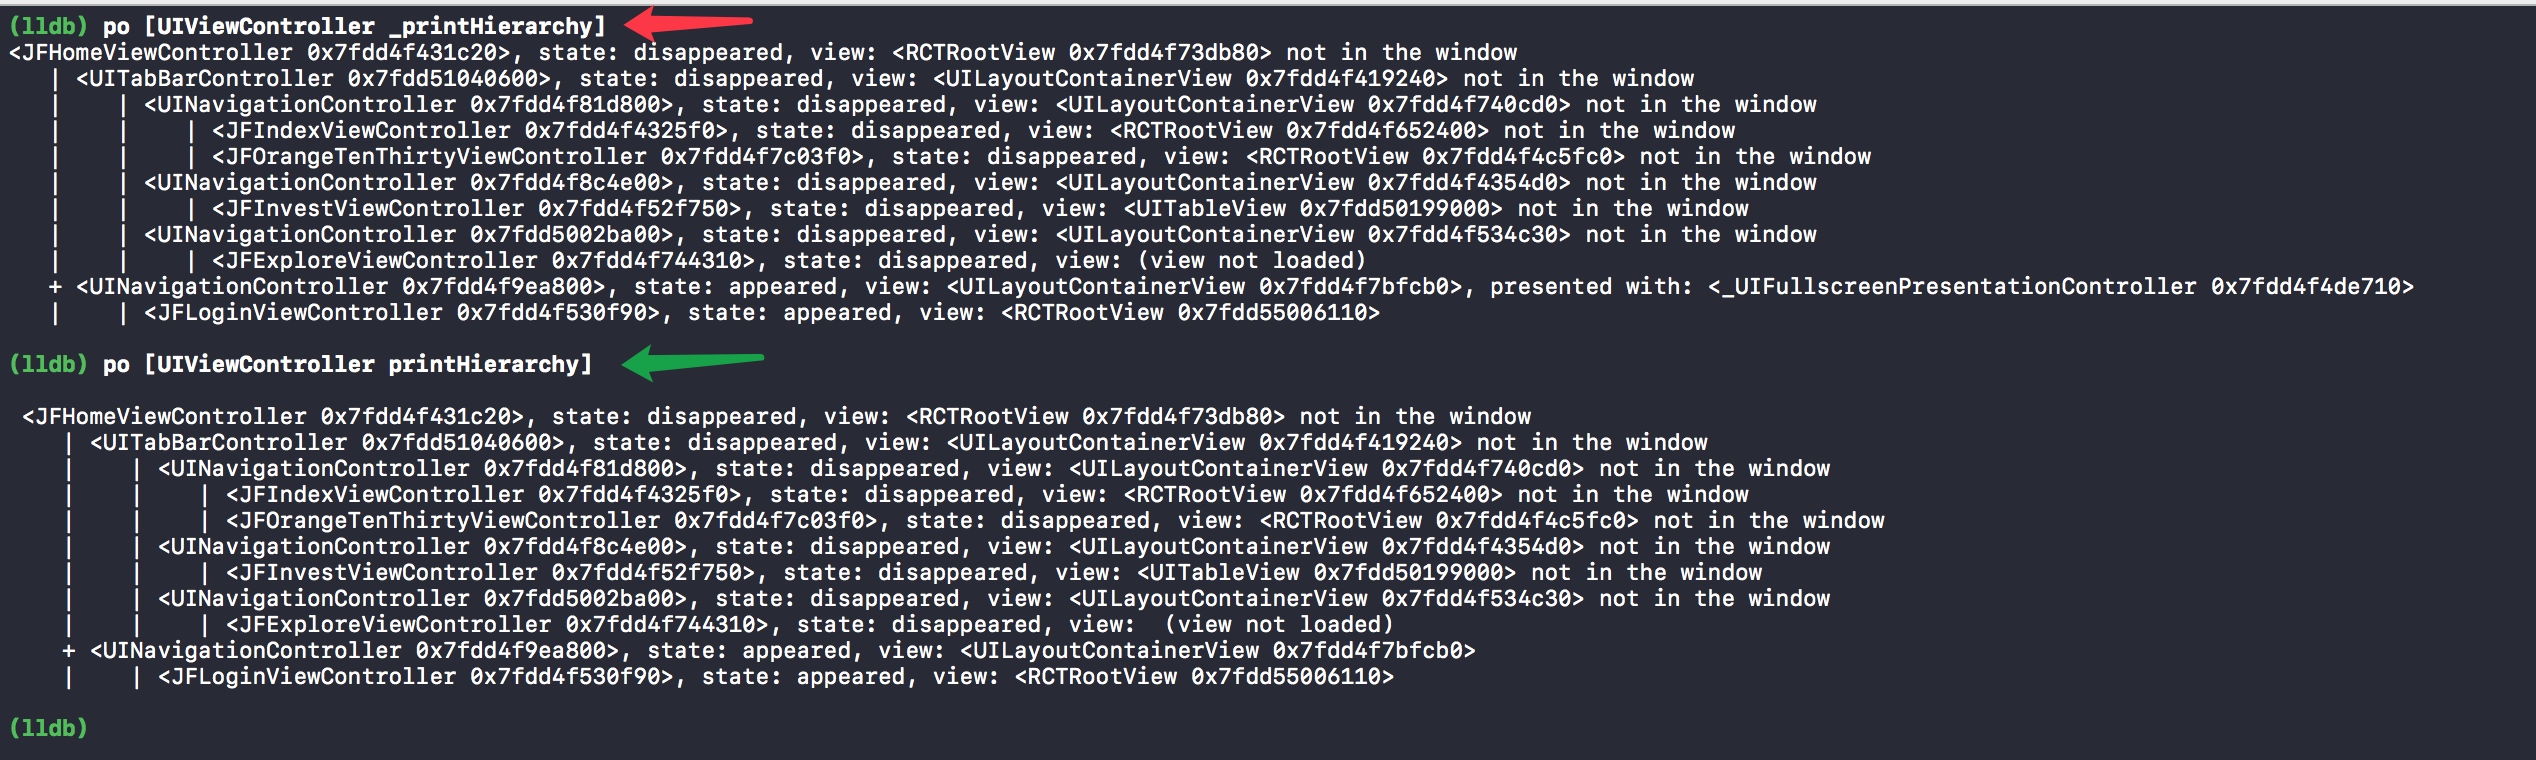 (lldb) po [UIViewController _printHierarchy]
<JFHomeViewController 0x7fdd4f431c20>, state: disappeared, view: <RCTRootView 0x7fdd4f73db80> not in the window
   | <UITabBarController 0x7fdd51040600>, state: disappeared, view: <UILayoutContainerView 0x7fdd4f419240> not in the window
   |    | <UINavigationController 0x7fdd4f81d800>, state: disappeared, view: <UILayoutContainerView 0x7fdd4f740cd0> not in the window
   |    |    | <JFIndexViewController 0x7fdd4f4325f0>, state: disappeared, view: <RCTRootView 0x7fdd4f652400> not in the window
   |    |    | <JFOrangeTenThirtyViewController 0x7fdd4f7c03f0>, state: disappeared, view: <RCTRootView 0x7fdd4f4c5fc0> not in the window
   |    | <UINavigationController 0x7fdd4f8c4e00>, state: disappeared, view: <UILayoutContainerView 0x7fdd4f4354d0> not in the window
   |    |    | <JFInvestViewController 0x7fdd4f52f750>, state: disappeared, view: <UITableView 0x7fdd50199000> not in the window
   |    | <UINavigationController 0x7fdd5002ba00>, state: disappeared, view: <UILayoutContainerView 0x7fdd4f534c30> not in the window
   |    |    | <JFExploreViewController 0x7fdd4f744310>, state: disappeared, view: (view not loaded)
   + <UINavigationController 0x7fdd4f9ea800>, state: appeared, view: <UILayoutContainerView 0x7fdd4f7bfcb0>, presented with: <_UIFullscreenPresentationController 0x7fdd4f4de710>
   |    | <JFLoginViewController 0x7fdd4f530f90>, state: appeared, view: <RCTRootView 0x7fdd55006110>
(lldb) po [UIViewController printHierarchy]
 <JFHomeViewController 0x7fdd4f431c20>, state: disappeared, view: <RCTRootView 0x7fdd4f73db80> not in the window
    | <UITabBarController 0x7fdd51040600>, state: disappeared, view: <UILayoutContainerView 0x7fdd4f419240> not in the window
    |    | <UINavigationController 0x7fdd4f81d800>, state: disappeared, view: <UILayoutContainerView 0x7fdd4f740cd0> not in the window
    |    |    | <JFIndexViewController 0x7fdd4f4325f0>, state: disappeared, view: <RCTRootView 0x7fdd4f652400> not in the window
    |    |    | <JFOrangeTenThirtyViewController 0x7fdd4f7c03f0>, state: disappeared, view: <RCTRootView 0x7fdd4f4c5fc0> not in the window
    |    | <UINavigationController 0x7fdd4f8c4e00>, state: disappeared, view: <UILayoutContainerView 0x7fdd4f4354d0> not in the window
    |    |    | <JFInvestViewController 0x7fdd4f52f750>, state: disappeared, view: <UITableView 0x7fdd50199000> not in the window
    |    | <UINavigationController 0x7fdd5002ba00>, state: disappeared, view: <UILayoutContainerView 0x7fdd4f534c30> not in the window
    |    |    | <JFExploreViewController 0x7fdd4f744310>, state: disappeared, view:  (view not loaded)
    + <UINavigationController 0x7fdd4f9ea800>, state: appeared, view: <UILayoutContainerView 0x7fdd4f7bfcb0>
    |    | <JFLoginViewController 0x7fdd4f530f90>, state: appeared, view: <RCTRootView 0x7fdd55006110>
(lldb)